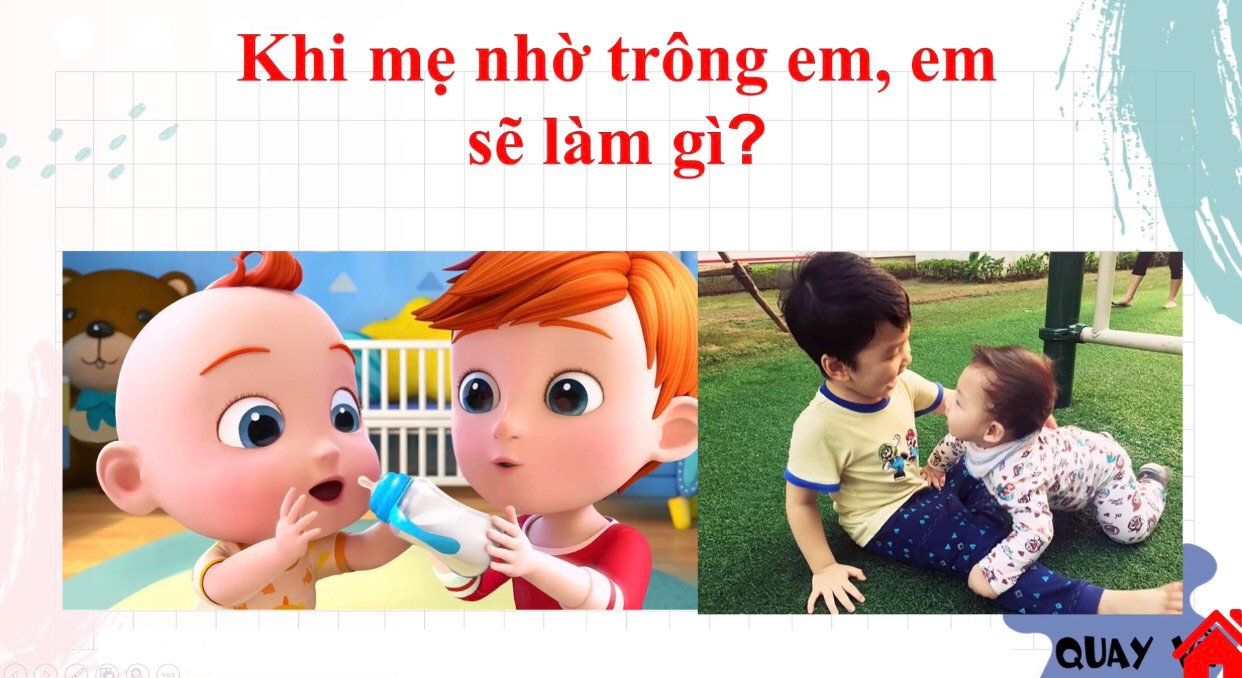 Khi mẹ nhờ trông em, em
sẽ làm gì?
QUAY